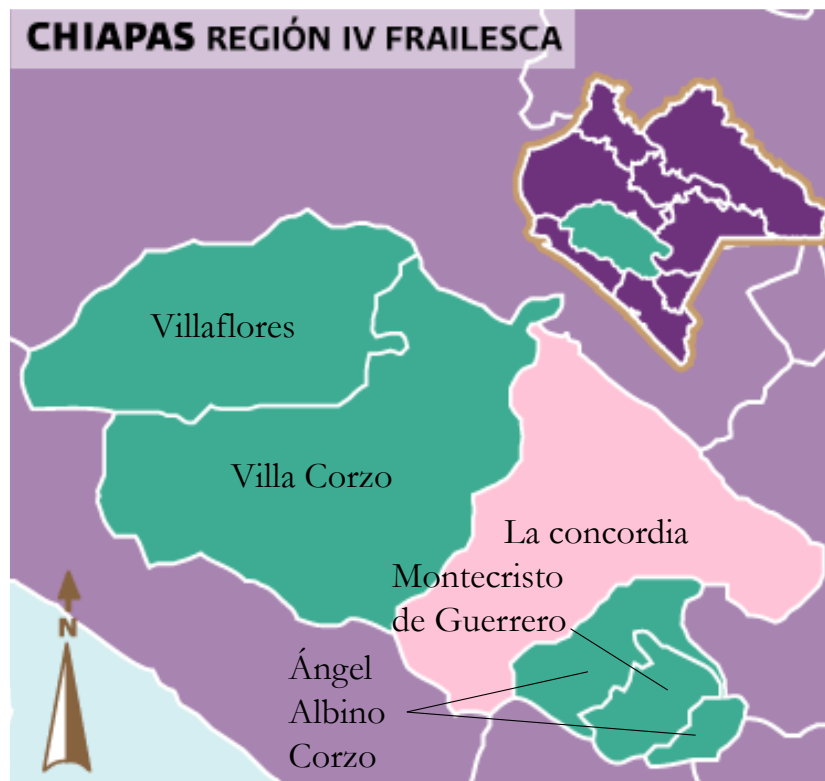 CHIAPAS REGIÓN IV FRAILESCA
Villaflores
Villa Corzo
La concordia
Montecristo
de Guerrero
Ángel
Albino
Corzo
N